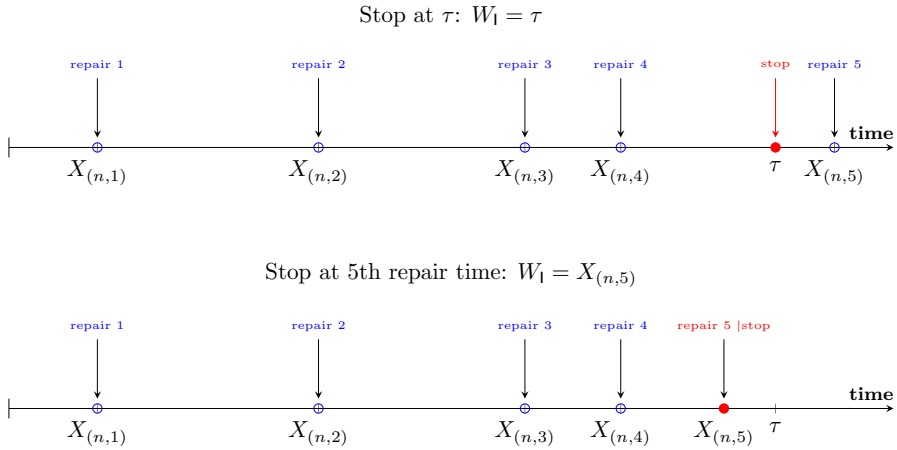 Stop at τ: W_I = τ
repair 1 repair 2 repair 3 repair 4 stop repair 5
time
X_(n,1) X_(n,2) X_(n,3) X_(n,4) τ X_(n,5)
Stop at 5th repair time: W_I = X_(n,5)
repair 1 repair 2 repair 3 repair 4 repair 5 |stop
time
X_(n,1) X_(n,2) X_(n,3) X_(n,4) X_(n,5) τ